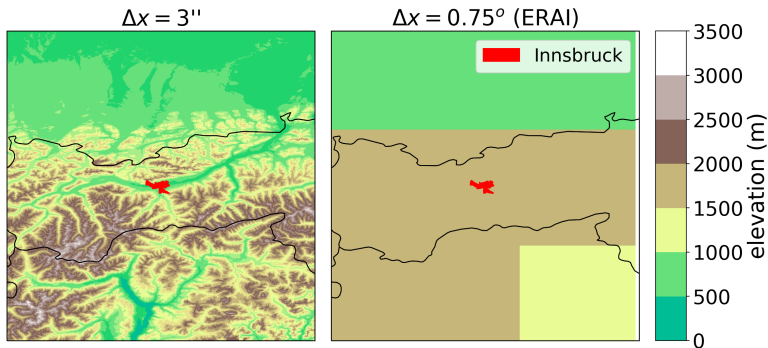 Δx = 3''
Δx = 0.75° (ERAI)
Innsbruck
3500
3000
2500
2000
1500
1000
500
0
elevation (m)